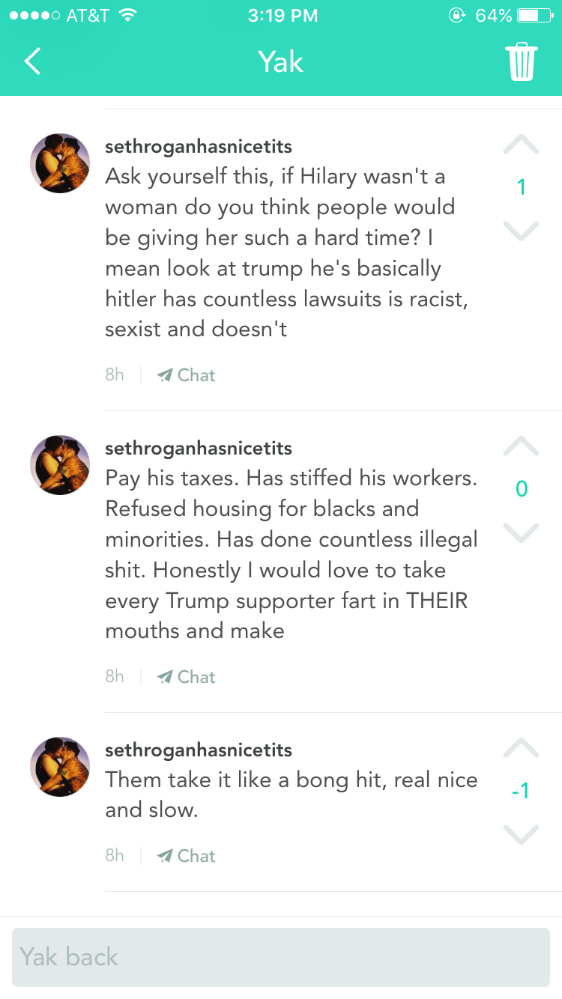 AT&T 3:19 PM 64%
Yak
sethroganhasnicetits
Ask yourself this, if Hilary wasn't a
woman do you think people would
be giving her such a hard time? I
mean look at trump he's basically
hitler has countless lawsuits is racist,
sexist and doesn't
1
8h Chat
sethroganhasnicetits
Pay his taxes. Has stiffed his workers.
Refused housing for blacks and
minorities. Has done countless illegal
shit. Honestly I would love to take
every Trump supporter fart in THEIR
mouths and make
0
8h Chat
sethroganhasnicetits
Them take it like a bong hit, real nice
and slow.
-1
8h Chat
Yak back